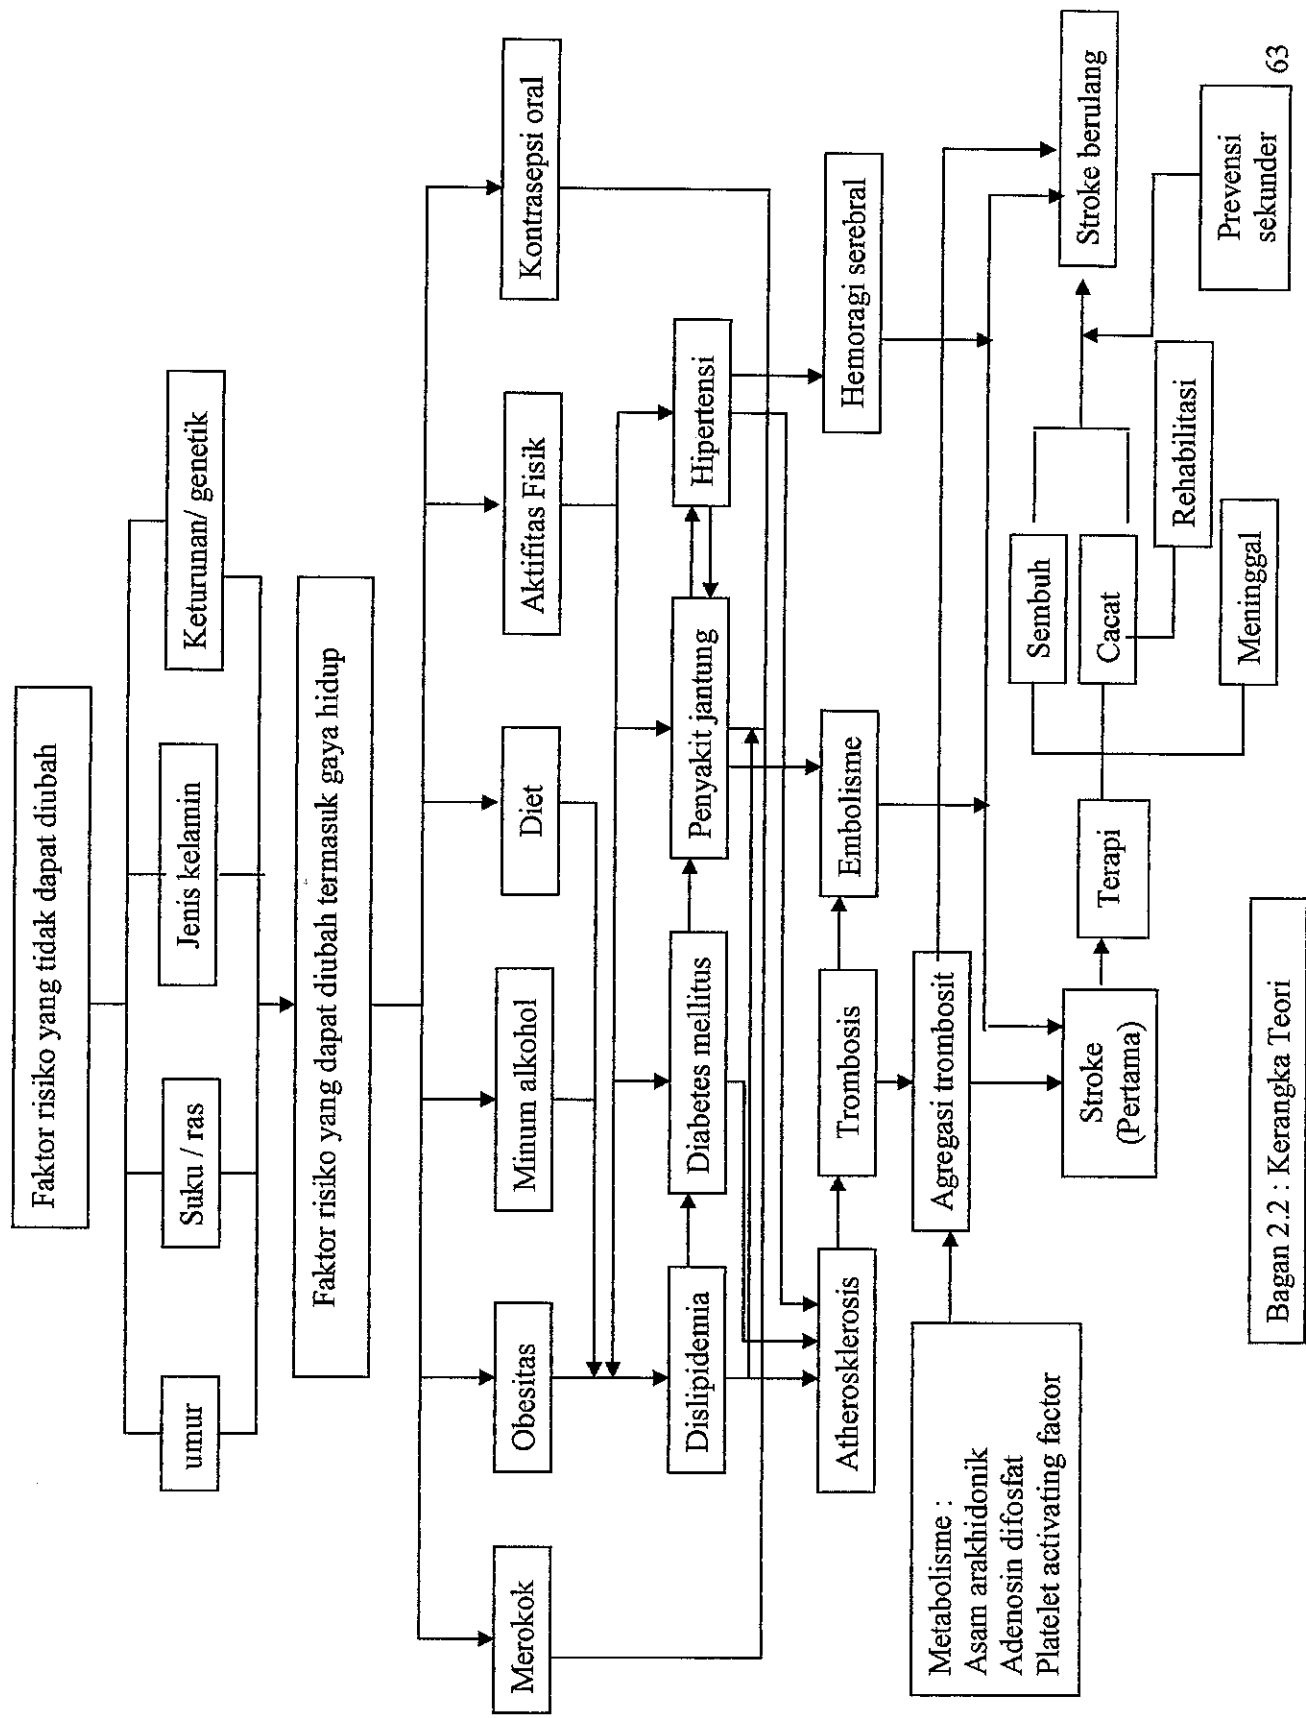 Faktor risiko yang tidak dapat diubah
umur
Suku / ras
Jenis kelamin
Keturunan/ genetik
Faktor risiko yang dapat diubah termasuk gaya hidup
Merokok
Obesitas
Minum alkohol
Diet
Aktifitas Fisik
Kontrasepsi oral
Dislipidemia
Diabetes mellitus
Penyakit jantung
Hipertensi
Atherosklerosis
Trombosis
Embolisme
Hemoragi serebral
Metabolisme :
Asam arakhidonik
Adenosin difosfat
Platelet activating factor
Agregasi trombosit
Stroke
(Pertama)
Terapi
Sembuh
Cacat
Meninggal
Rehabilitasi
Stroke berulang
Prevensi
sekunder
Bagan 2.2 : Kerangka Teori
63